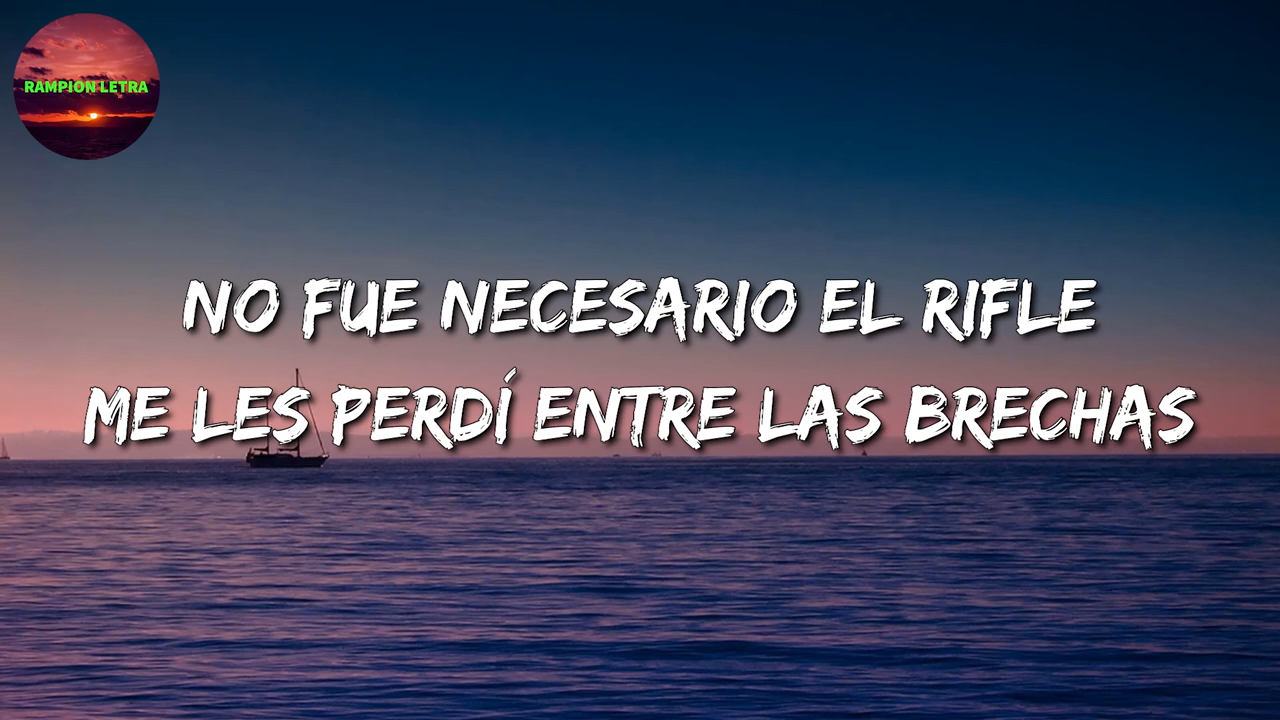 RAMPION LETRA
NO FUE NECESARIO EL RIFLE
ME LES PERDÍ ENTRE LAS BRECHAS